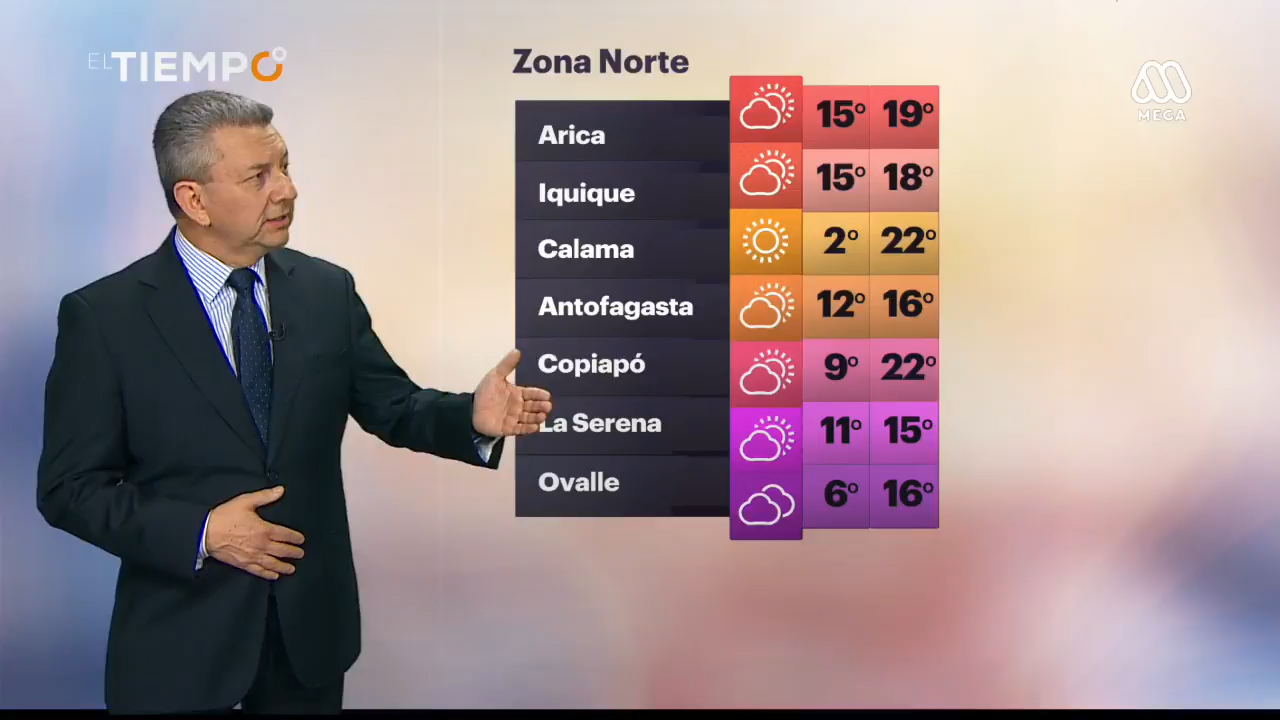 EL TIEMPO
Zona Norte
MEGA
Arica 15° 19°
Iquique 15° 18°
Calama 2° 22°
Antofagasta 12° 16°
Copiapó 9° 22°
La Serena 11° 15°
Ovalle 6° 16°